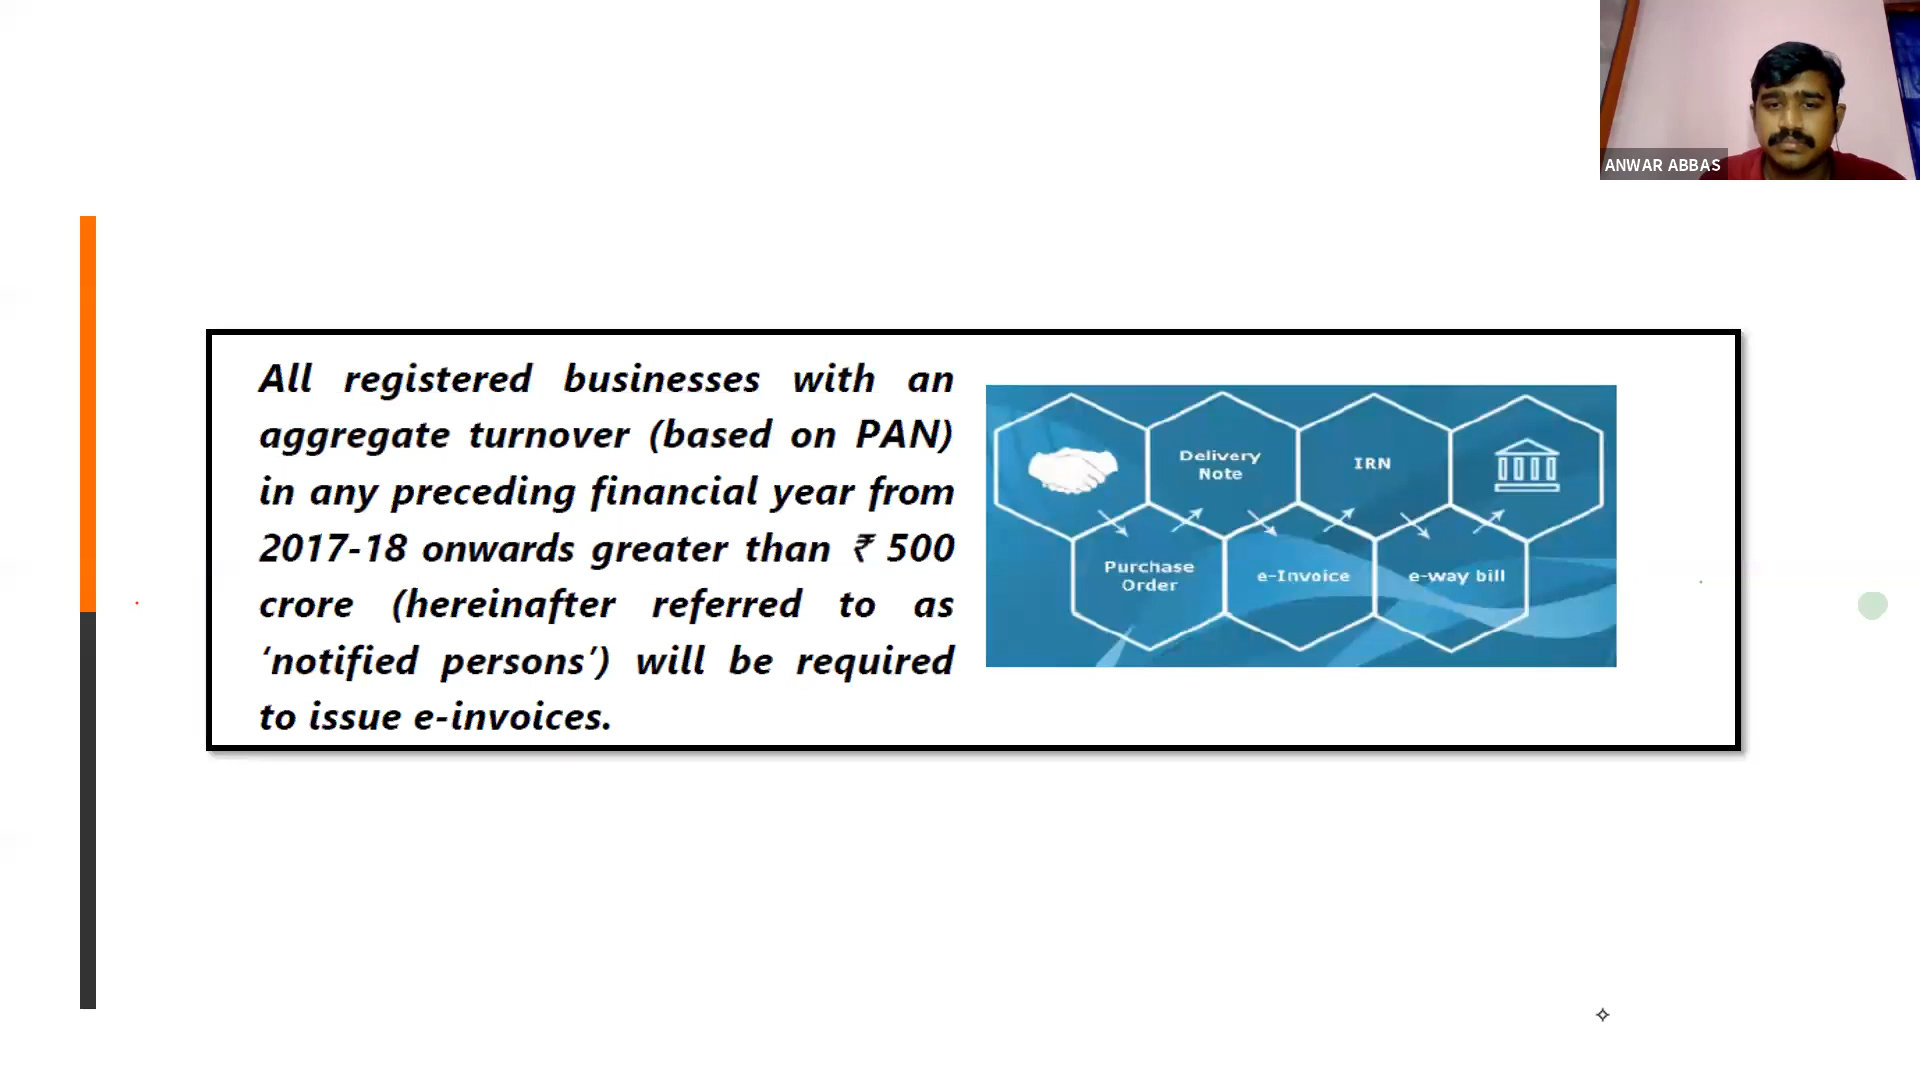 ANWAR ABBAS
All registered businesses with an
aggregate turnover (based on PAN)
in any preceding financial year from
2017-18 onwards greater than ₹ 500
crore (hereinafter referred to as
‘notified persons’) will be required
to issue e-invoices.
Delivery
Note
IRN
Purchase
Order
e-Invoice
e-way bill